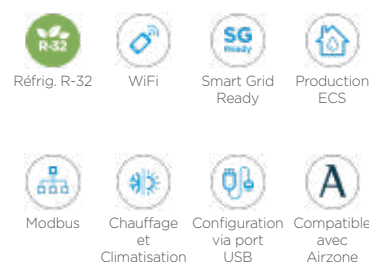 R-32
SG
Ready
Réfrig. R-32
WiFi
Smart Grid
Ready
Production
ECS
A
Modbus
Chauffage
et
Climatisation
Configuration
via port
USB
Compatible
avec
Airzone